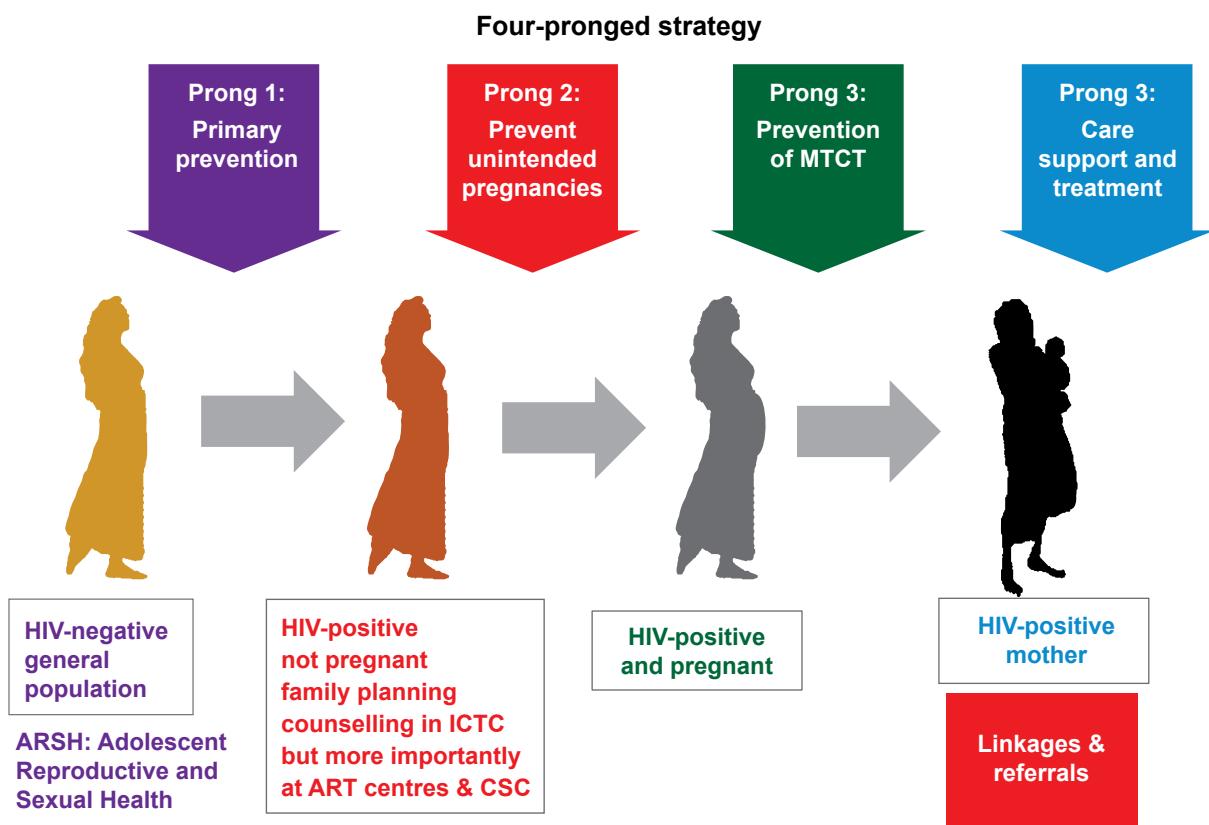 Four-pronged strategy
Prong 1:
Primary
prevention
Prong 2:
Prevent
unintended
pregnancies
Prong 3:
Prevention
of MTCT
Prong 3:
Care
support and
treatment
HIV-negative
general
population
ARSH: Adolescent
Reproductive and
Sexual Health
HIV-positive
not pregnant
family planning
counselling in ICTC
but more importantly
at ART centres & CSC
HIV-positive
and pregnant
HIV-positive
mother
Linkages &
referrals